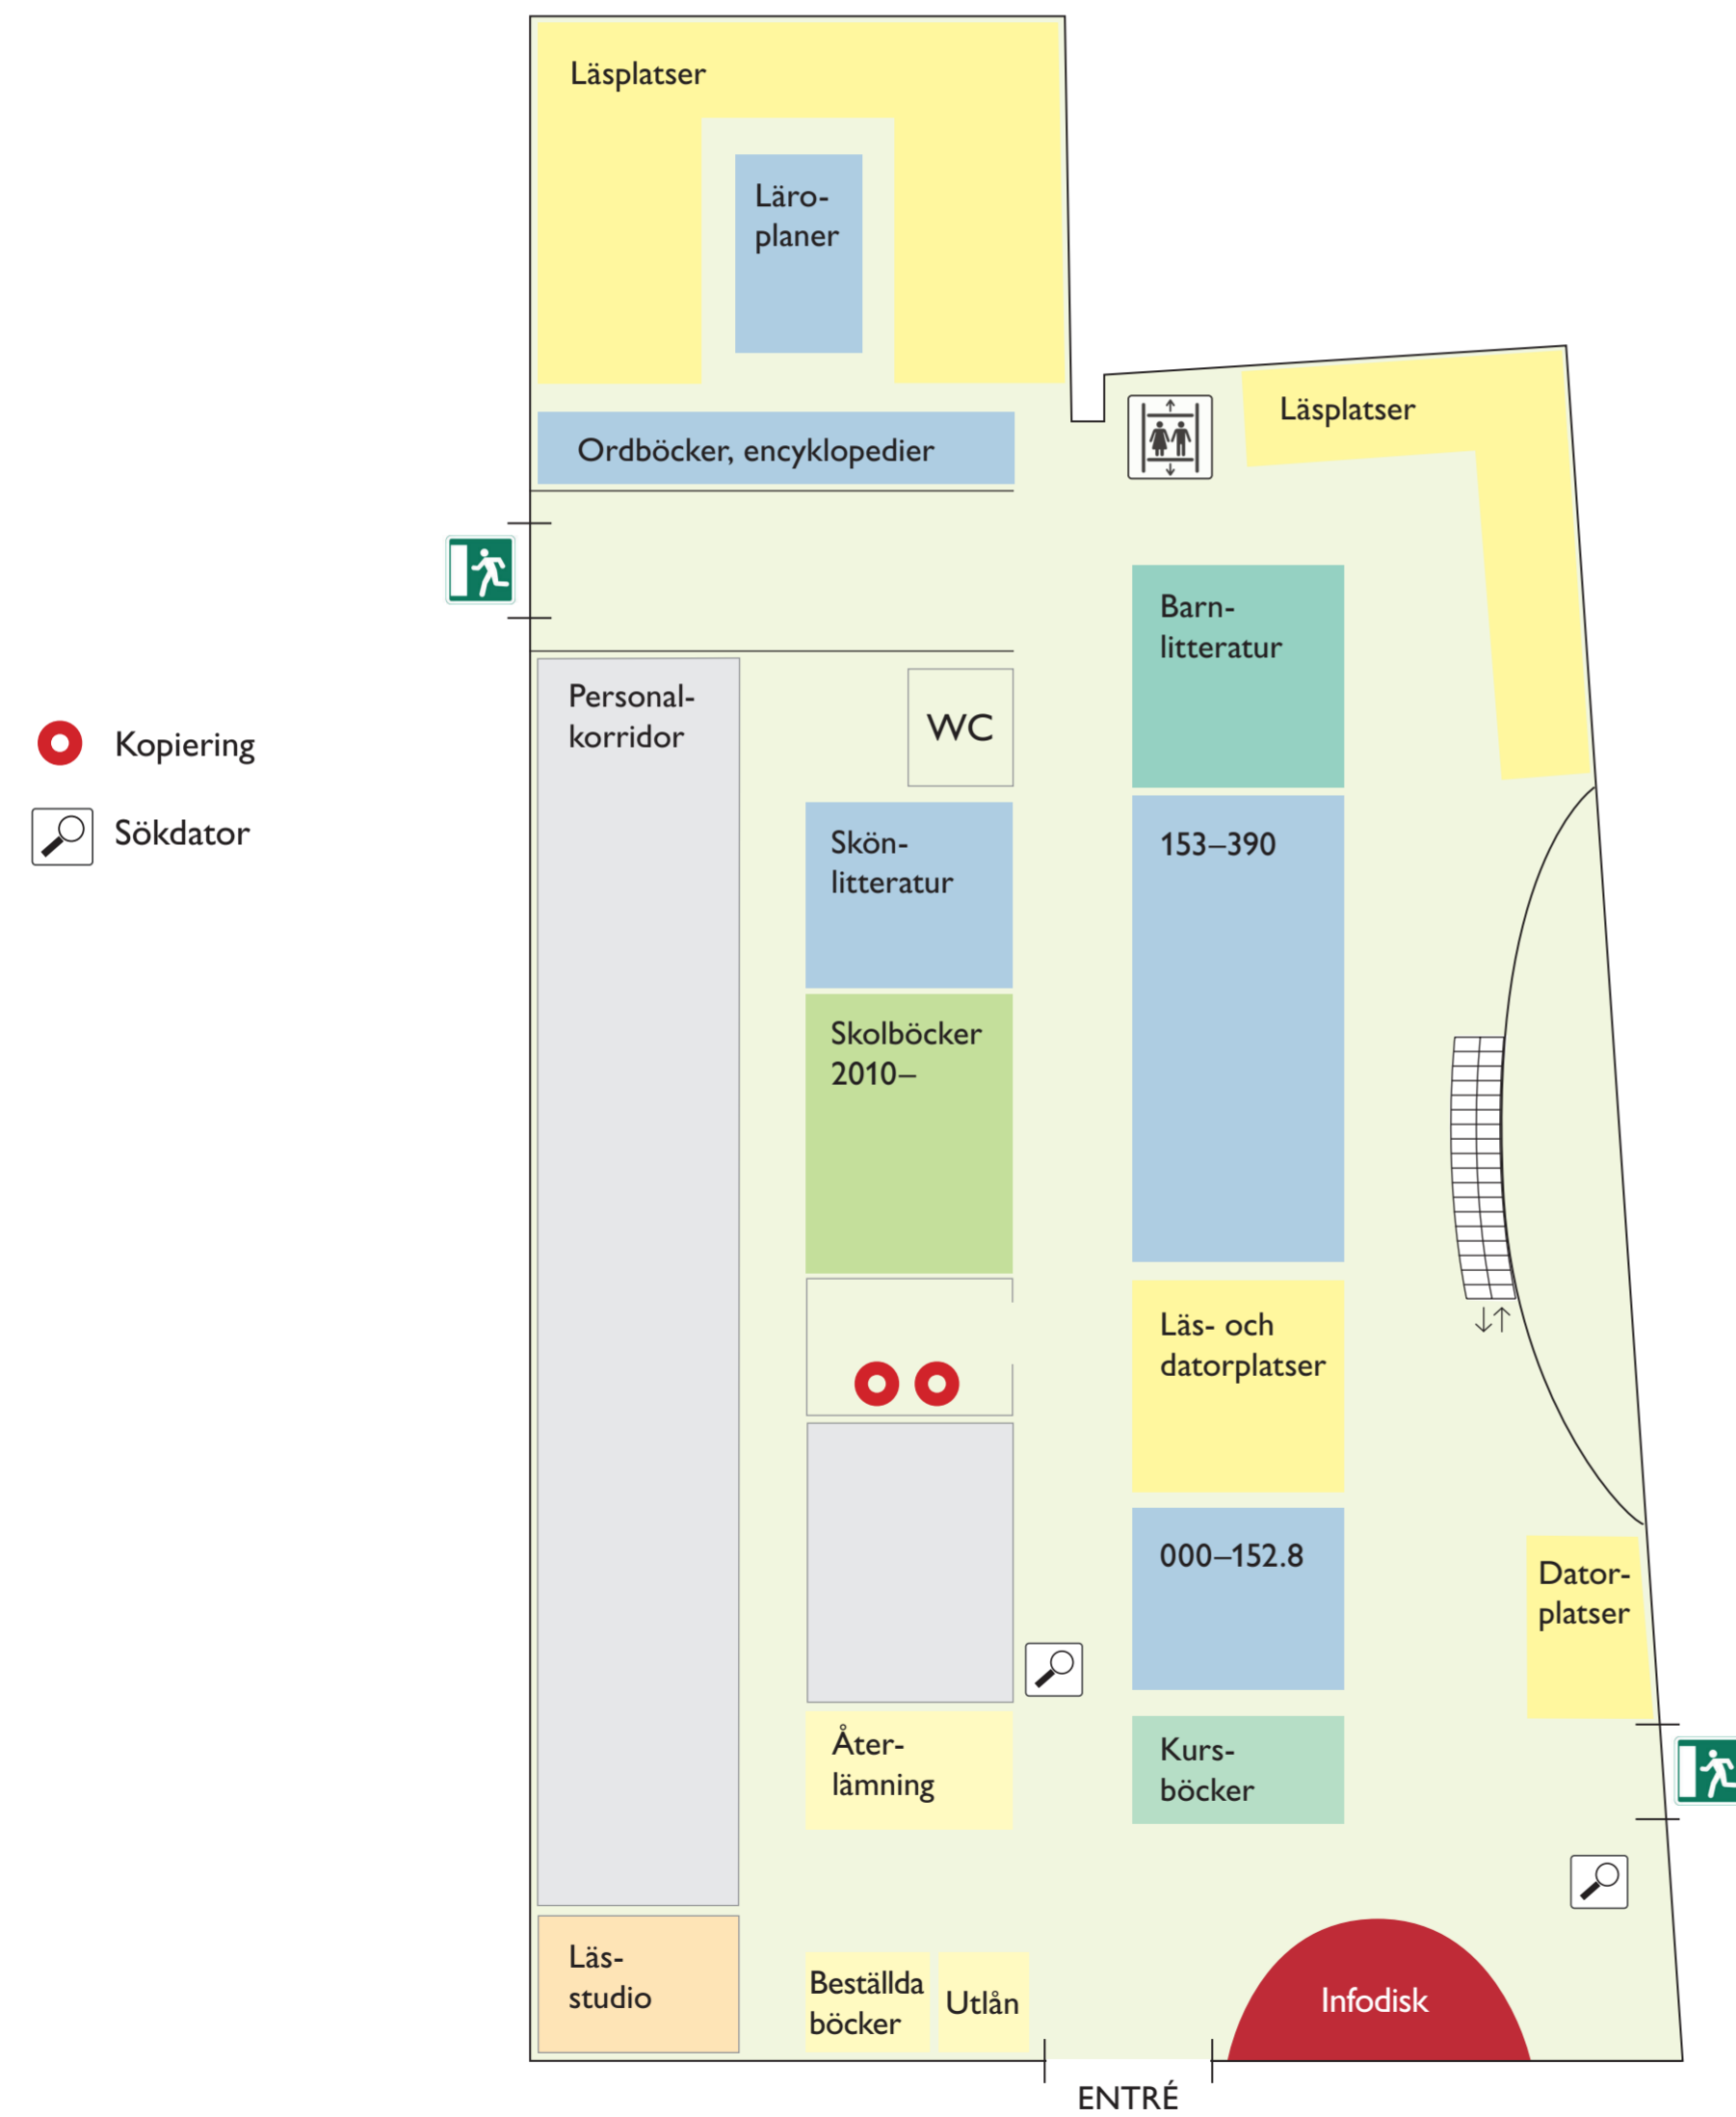 Läsplatser
Läro-
planer
Läsplatser
Ordböcker, encyklopedier
Barn-
litteratur
Personal-
korridor
WC
Kopiering
Sökdator
Skön-
litteratur
153–390
Skolböcker
2010–
Läs- och
datorplatser
000–152.8
Dator-
platser
Åter-
lämning
Kurs-
böcker
Läs-
studio
Beställda
böcker
Utlån
Infodisk
ENTRÉ